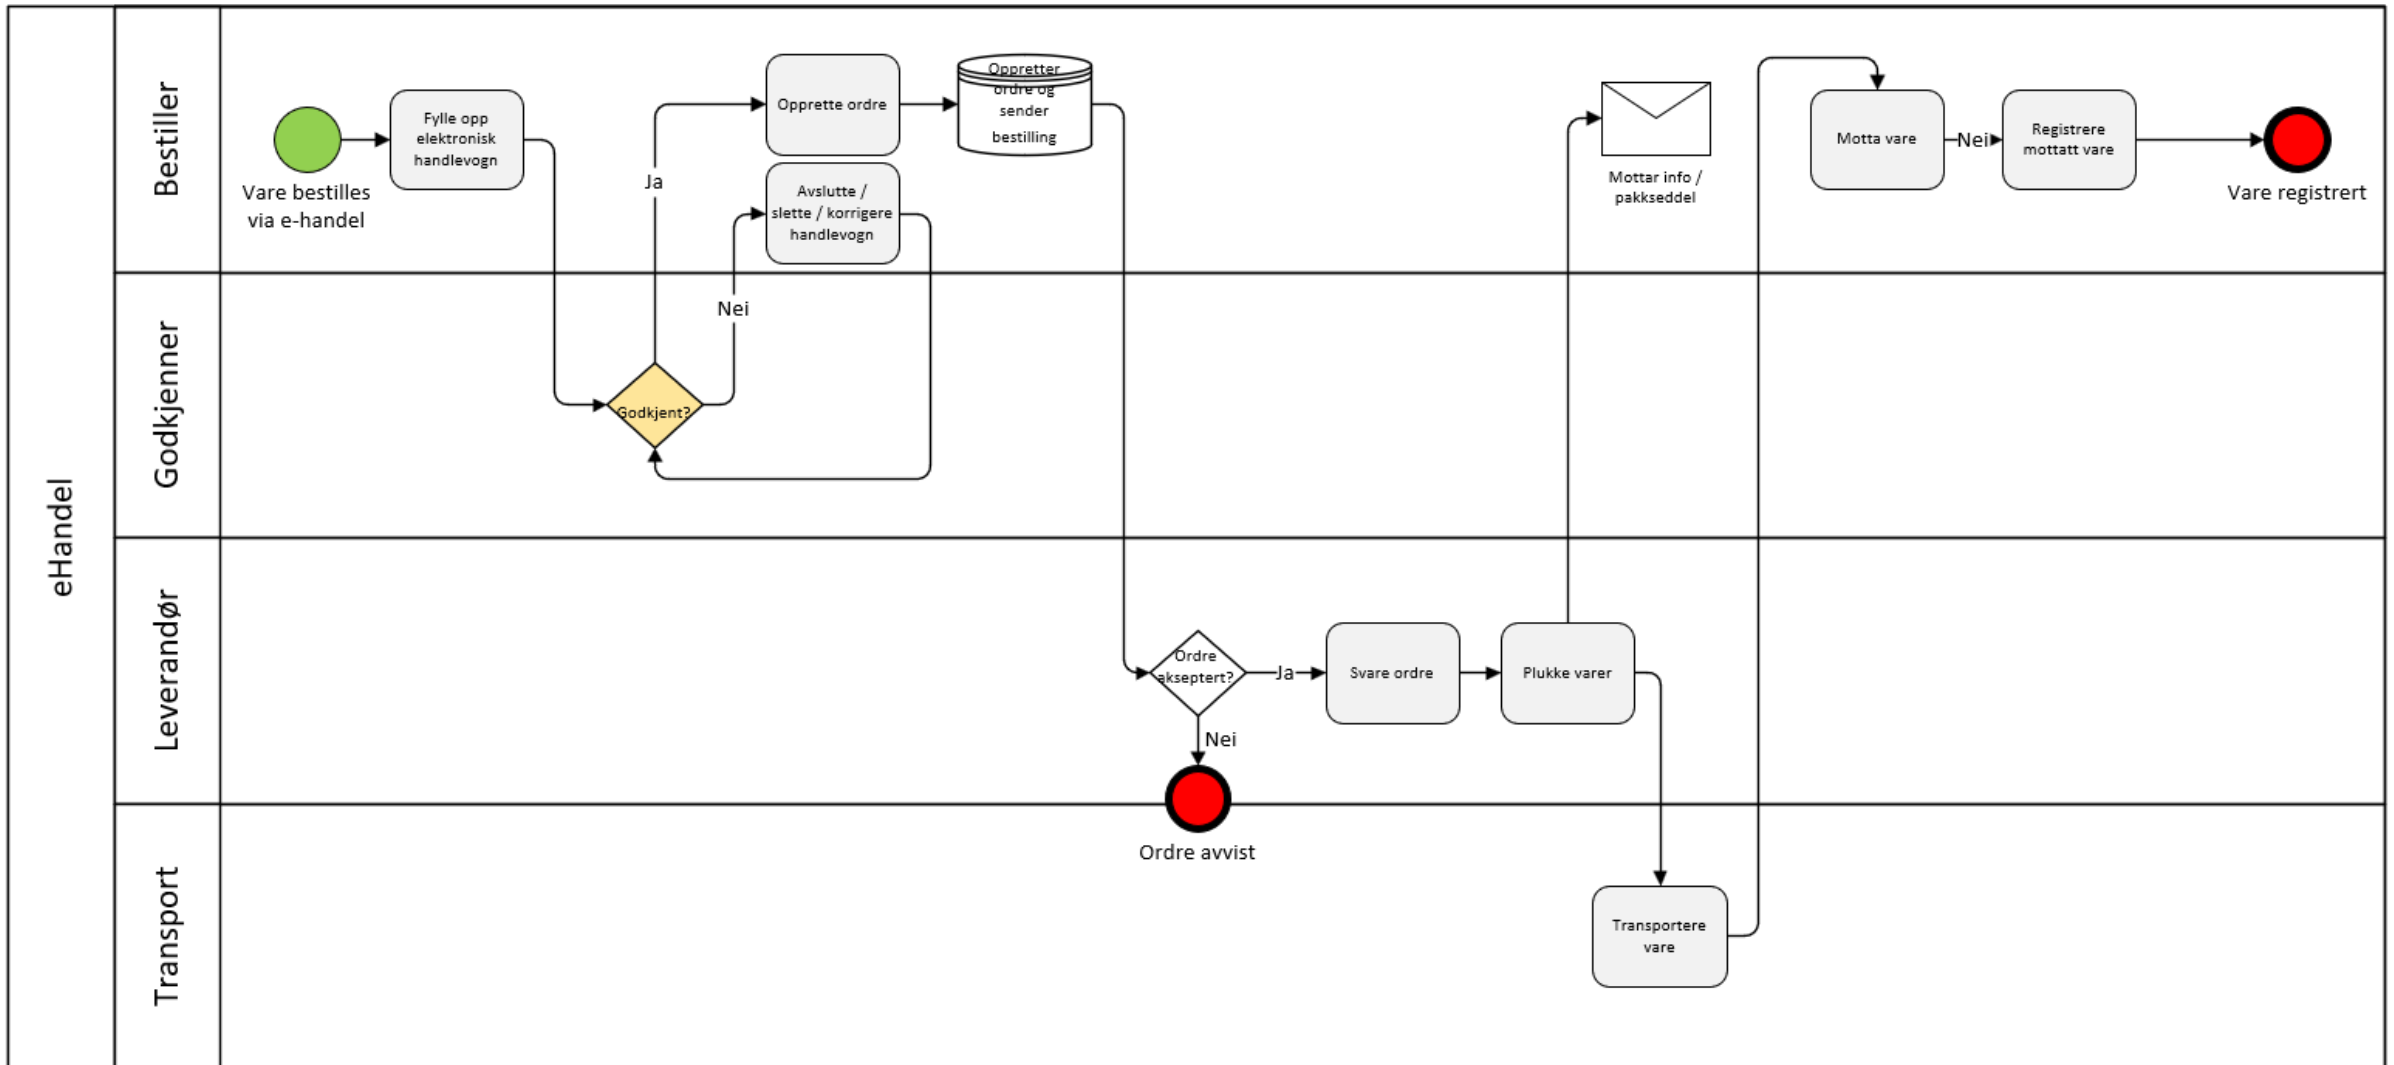 eHandel
Bestiller
Vare bestilles
via e-handel
Fylle opp
elektronisk
handlevogn
Ja
Opprette ordre
Oppretter
ordre og
sender
bestilling
Avslutte /
slette / korrigere
handlevogn
Mottar info /
pakkseddel
Motta vare
Nei
Registrere
mottatt vare
Vare registrert
Godkjenner
Nei
Godkjent?
Leverandør
Ordre
akseptert?
Ja
Svare ordre
Plukke varer
Nei
Ordre avvist
Transport
Transportere
vare